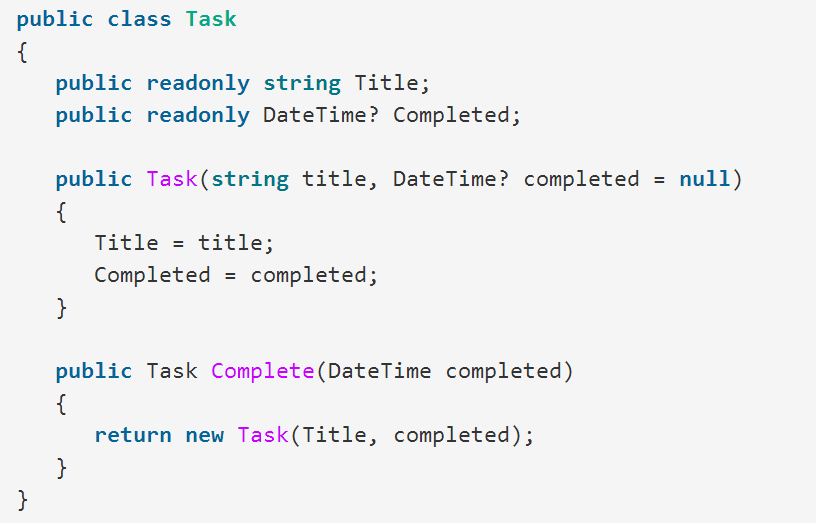 public class Task
{
   public readonly string Title;
   public readonly DateTime? Completed;

   public Task(string title, DateTime? completed = null)
   {
      Title = title;
      Completed = completed;
   }

   public Task Complete(DateTime completed)
   {
      return new Task(Title, completed);
   }
}